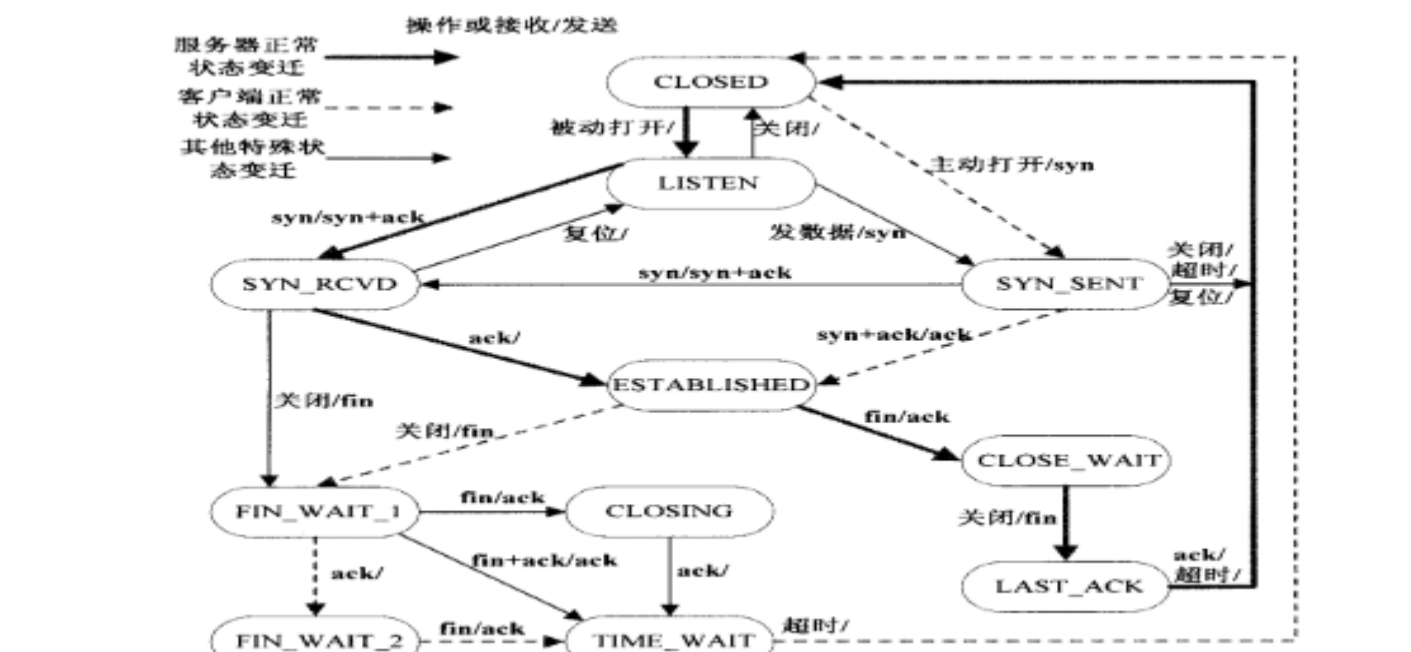 操作或接收/发送
服务器正常
状态变迁
客户端正常
状态变迁
其他特殊状
态变迁
CLOSED
被动打开/
关闭/
主动打开/syn
LISTEN
syn/syn+ack
复位/
发数据/syn
SYN_RCVD
syn/syn+ack
SYN_SENT
关闭/
超时/
复位/
ack/
syn+ack/ack
ESTABLISHED
关闭/fin
关闭/fin
fin/ack
CLOSE_WAIT
FIN_WAIT_1
fin/ack
CLOSING
关闭/fin
ack/
fin+ack/ack
ack/
LAST_ACK
ack/
超时/
FIN_WAIT_2
fin/ack
TIME_WAIT
超时/